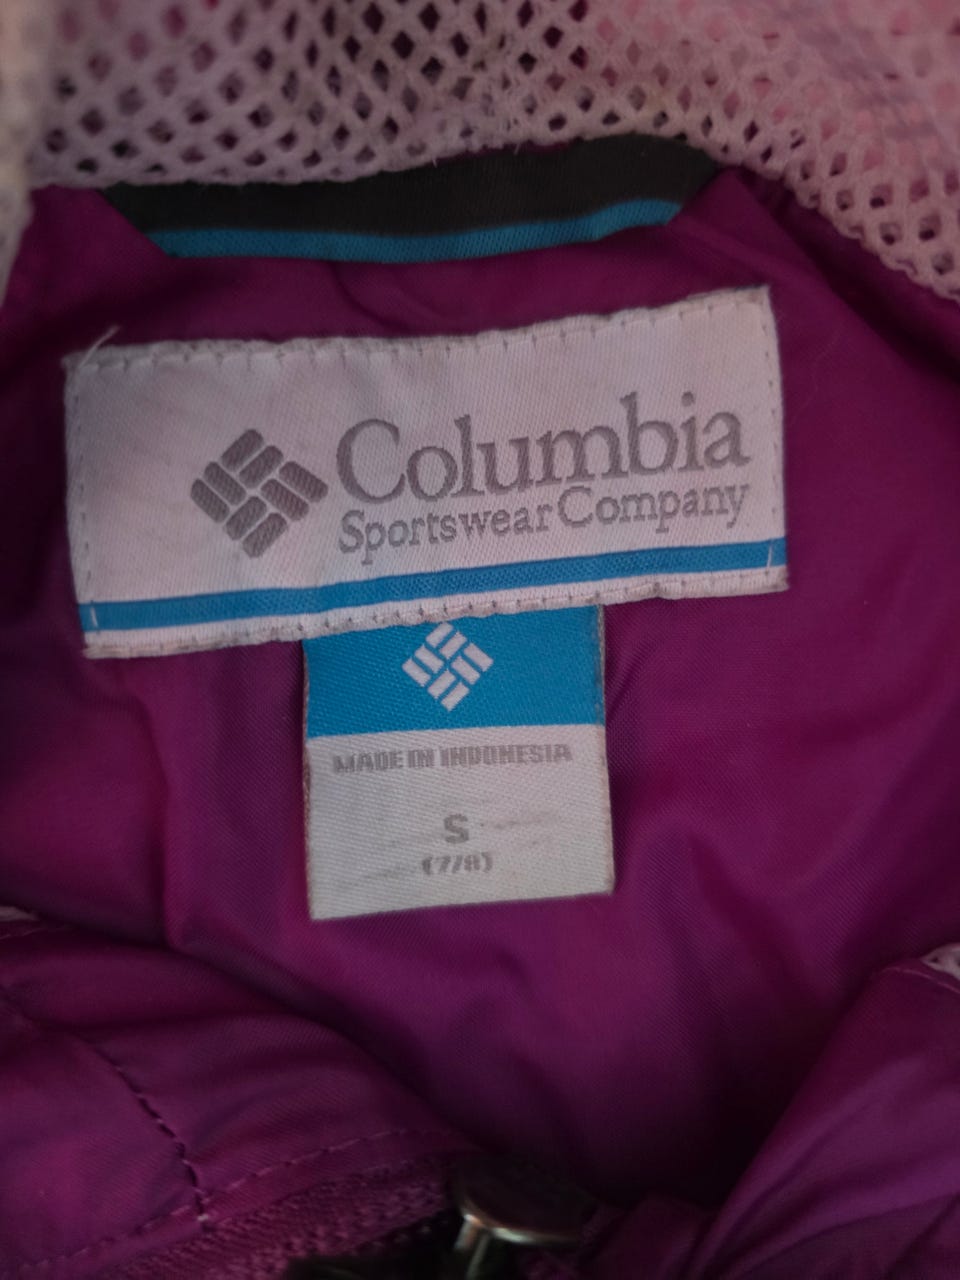 Columbia
Sportswear Company
MADE IN INDONESIA
S
(7/8)